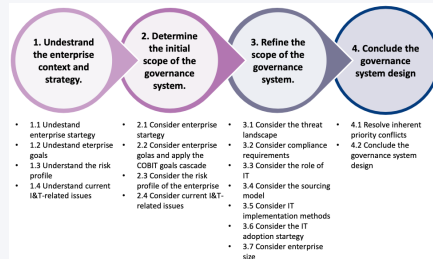 1. Undestrand
the enterprise
context and
strategy.
2. Determine
the initial
scope of the
governance
system.
3. Refine the
scope of the
governance
system.
4. Conclude the
governance
system design
• 1.1 Undestand
enterprise startegy
• 1.2 Undestand eterprise
goals
• 1.3 Understand the risk
profile
• 1.4 Understand current
I&T-related issues
• 2.1 Consider enterprise
startegy
• 2.2 Consider enterprise
golas and apply the
COBIT goals cascade
• 2.3 Consider the risk
profile of the enterprise
• 2.4 Consider current I&T-
related issues
• 3.1 Consider the threat
landscape
• 3.2 Consider compliance
requirements
• 3.3 Consider the role of
IT
• 3.4 Consider the sourcing
model
• 3.5 Consider IT
implementation methods
• 3.6 Consider the IT
adoption startegy
• 3.7 Consider enterprise
size
• 4.1 Resolve inherent
priority conflicts
• 4.2 Conclude the
governance system
design